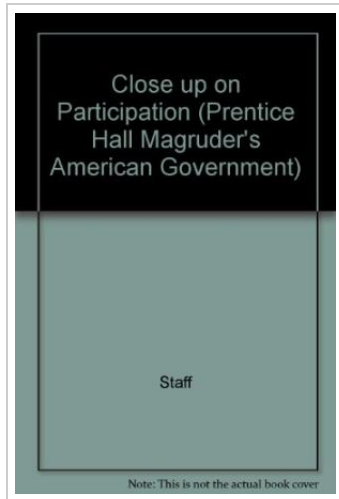 Close up on
Participation (Prentice
Hall Magruder's
American Government)
Staff
Note: This is not the actual book cover